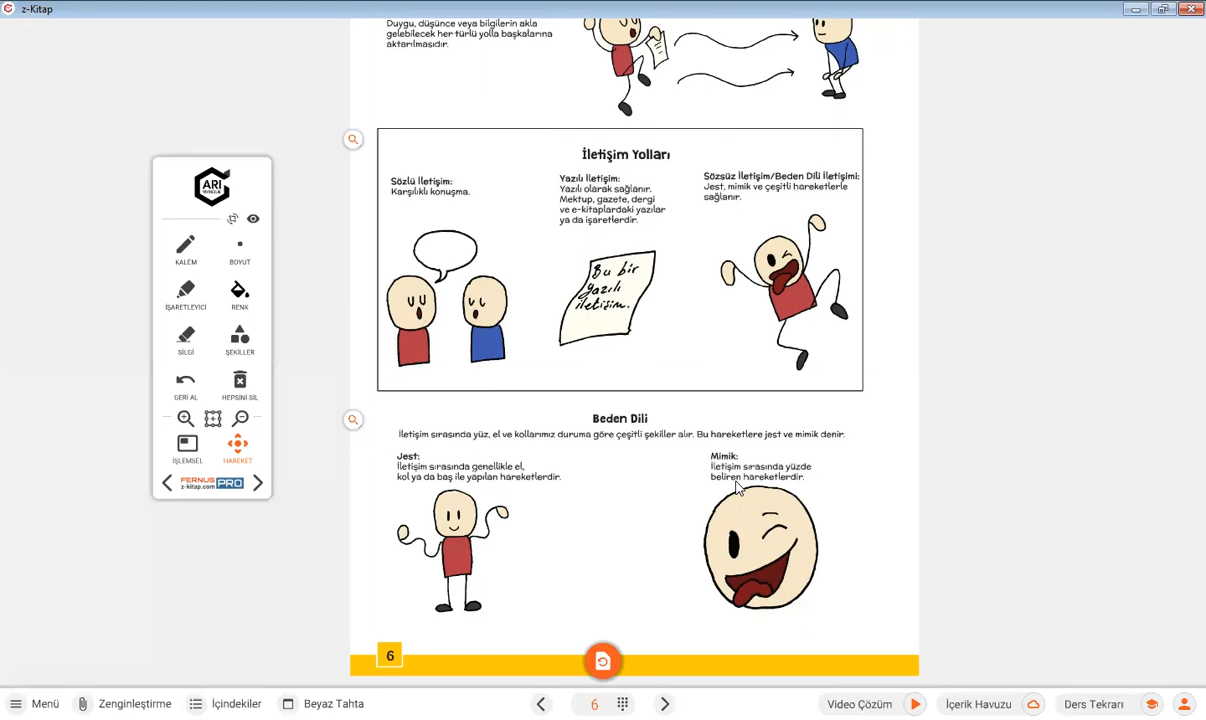 z-Kitap
Duygu, düşünce veya bilgilerin akla
gelebilecek her türlü yolla başkalarına
aktarılmasıdır.
İletişim Yolları
Sözlü İletişim:
Karşılıklı konuşma.
Yazılı İletişim:
Yazılı olarak sağlanır.
Mektup, gazete, dergi
ve e-kitaplardaki yazılar
ya da işaretlerdir.
Sözsüz İletişim/Beden Dili İletişimi:
Jest, mimik ve çeşitli hareketlerle
sağlanır.
Bu bir
yazılı
iletişim.
Beden Dili
İletişim sırasında yüz, el ve kollarımız duruma göre çeşitli şekiller alır. Bu hareketlere jest ve mimik denir.
Jest:
İletişim sırasında genellikle el,
kol ya da baş ile yapılan hareketlerdir.
Mimik:
İletişim sırasında yüzde
beliren hareketlerdir.
6
ARI
KALEM
BOYUT
İŞARETLEYİCİ
RENK
SİLGİ
ŞEKİLLER
GERİ AL
HEPSİNİ SİL
İŞLEMSEL
HAREKET
FERNUS
z-kitap.com
PRO
Menü
Zenginleştirme
İçindekiler
Beyaz Tahta
6
Video Çözüm
İçerik Havuzu
Ders Tekrarı